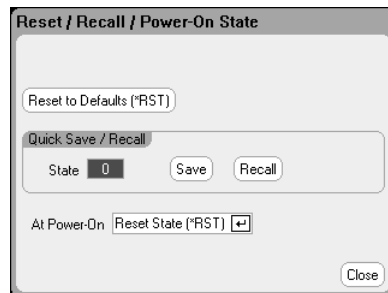 Reset / Recall / Power-On State
Reset to Defaults (*RST)
Quick Save / Recall
State 0 Save Recall
At Power-On Reset State (*RST)
Close